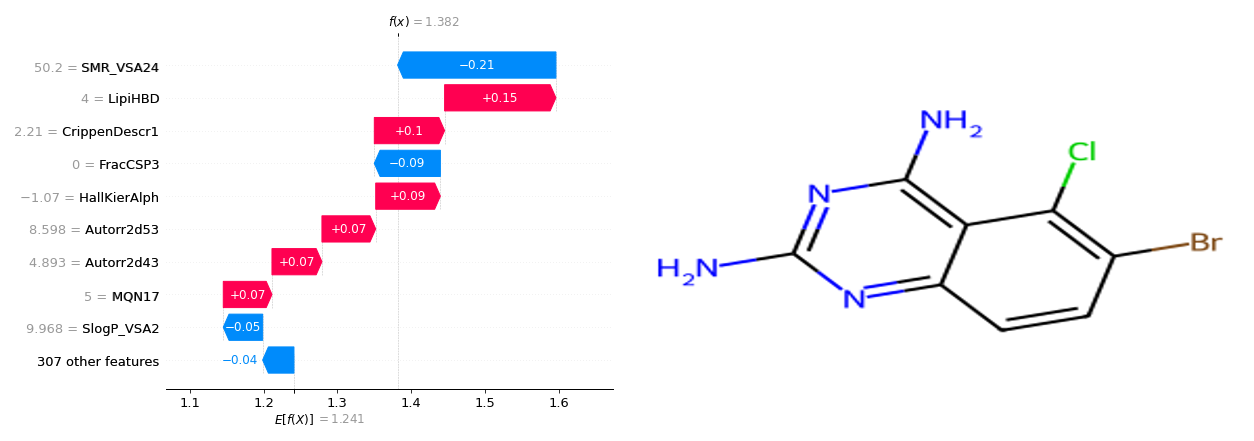 f(x) = 1.382
50.2 = SMR_VSA24
−0.21
4 = LipiHBD
+0.15
2.21 = CrippenDescr1
+0.1
0 = FracCSP3
−0.09
−1.07 = HallKierAlph
+0.09
8.598 = Autorr2d53
+0.07
4.893 = Autorr2d43
+0.07
5 = MQN17
+0.07
9.968 = SlogP_VSA2
−0.05
307 other features
−0.04
1.1 1.2 1.3 1.4 1.5 1.6
E[f(X)] = 1.241
NH2
Cl
N
Br
H2N
N